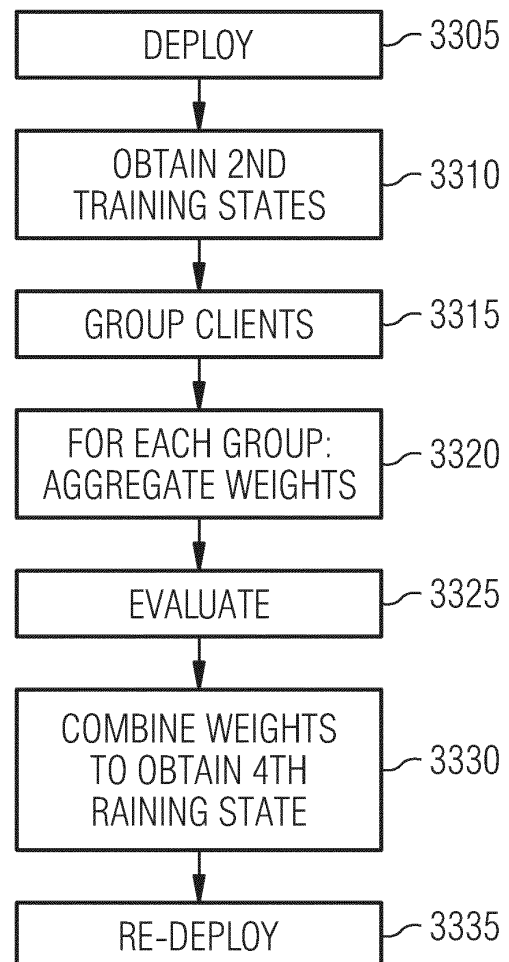 DEPLOY
3305
OBTAIN 2ND
TRAINING STATES
3310
GROUP CLIENTS
3315
FOR EACH GROUP:
AGGREGATE WEIGHTS
3320
EVALUATE
3325
COMBINE WEIGHTS
TO OBTAIN 4TH
RAINING STATE
3330
RE-DEPLOY
3335